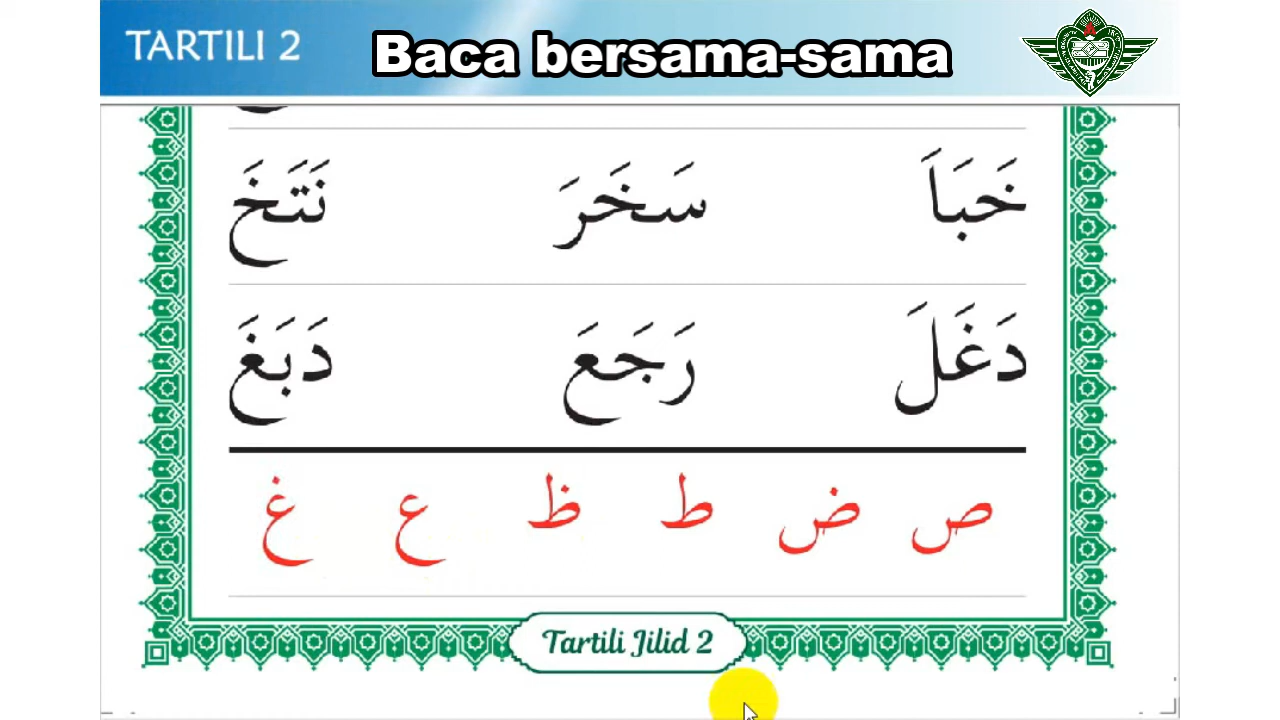 TARTILI 2
Baca bersama-sama
خَبَاَ سَخَرَ نَتَخَ
دَغَلَ رَجَعَ دَبَغَ
ص ض ط ظ ع غ
Tartili Jilid 2